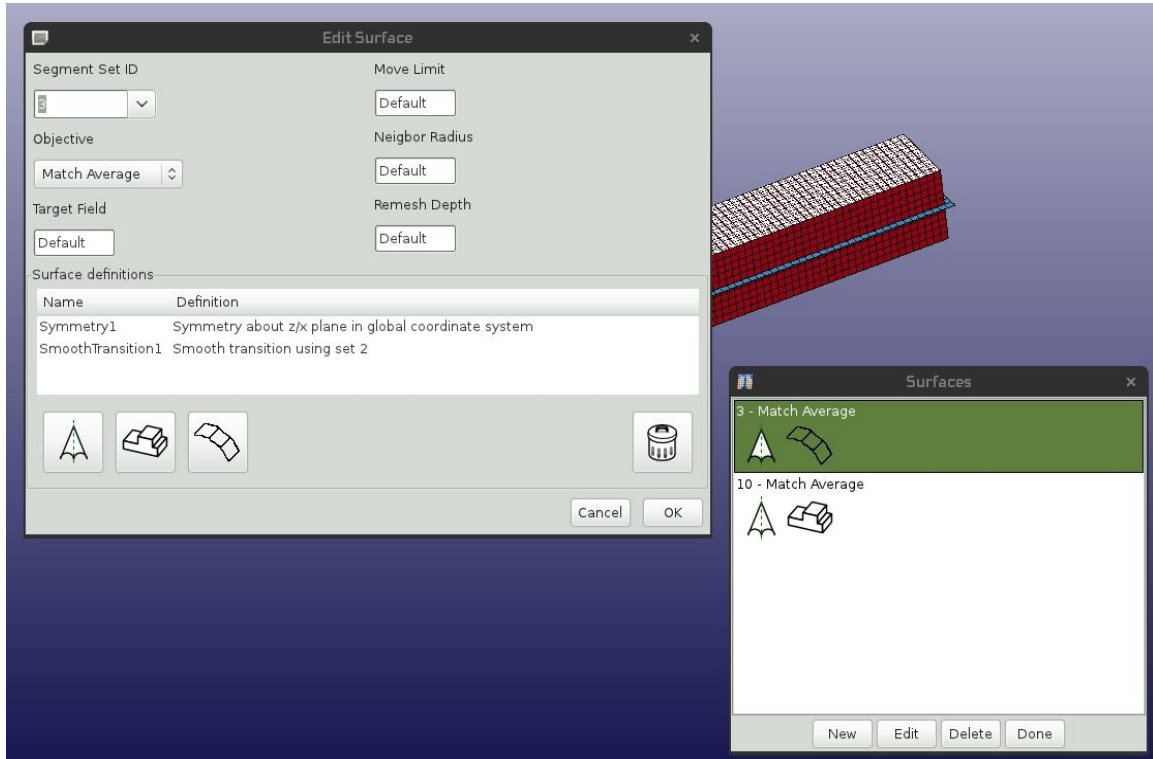 Edit Surface
Segment Set ID
3
Objective
Match Average
Target Field
Default
Move Limit
Default
Neigbor Radius
Default
Remesh Depth
Default
Surface definitions
Name Definition
Symmetry1 Symmetry about z/x plane in global coordinate system
SmoothTransition1 Smooth transition using set 2
Cancel OK
Surfaces
3 - Match Average
10 - Match Average
New Edit Delete Done